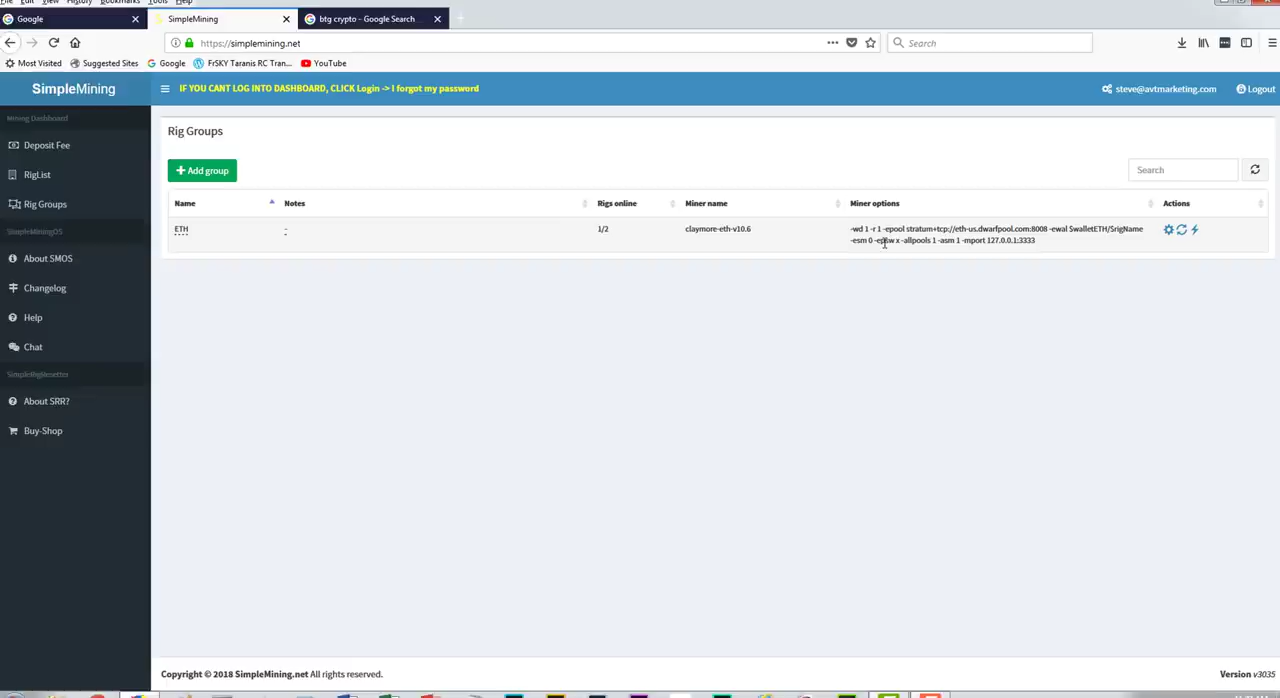 File Edit View History Bookmarks Tools Help
Google
SimpleMining
btg crypto - Google Search
https://simplemining.net
Search
Most Visited
Suggested Sites
Google
FrSKY Taranis RC Tran...
YouTube
SimpleMining
IF YOU CANT LOG INTO DASHBOARD, CLICK Login -> I forgot my password
steve@avtmarketing.com
Logout
Mining Dashboard
Deposit Fee
RigList
Rig Groups
SimpleMiningOS
About SMOS
Changelog
Help
Chat
SimpleRigResetter
About SRR?
Buy-Shop
Rig Groups
Add group
Search
Name Notes Rigs online Miner name Miner options Actions
ETH - 1/2 claymore-eth-v10.6 -wd 1 -r 1 -epool stratum+tcp://eth-us.dwarfpool.com:8008 -ewal $walletETH/$rigName
-esm 0 -epsw x -allpools 1 -asm 1 -mport 127.0.0.1:3333
Copyright © 2018 SimpleMining.net All rights reserved.
Version v3035